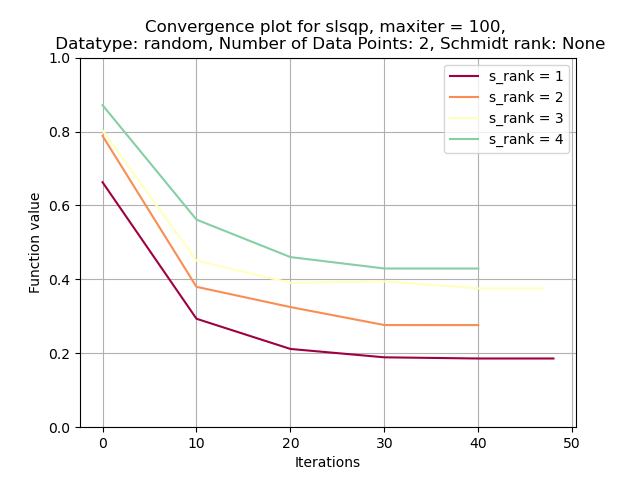 Convergence plot for slsqp, maxiter = 100,
Datatype: random, Number of Data Points: 2, Schmidt rank: None
s_rank = 1
s_rank = 2
s_rank = 3
s_rank = 4
Function value
1.0
0.8
0.6
0.4
0.2
0.0
0 10 20 30 40 50
Iterations